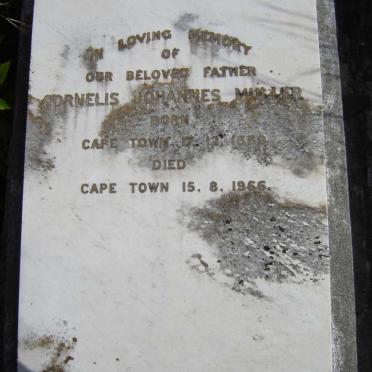 IN LOVING MEMORY
OF
OUR BELOVED FATHER
CORNELIS JOHANNES MULLER.
BORN
CAPE TOWN 17.
DIED
CAPE TOWN 15. 8. 1966.